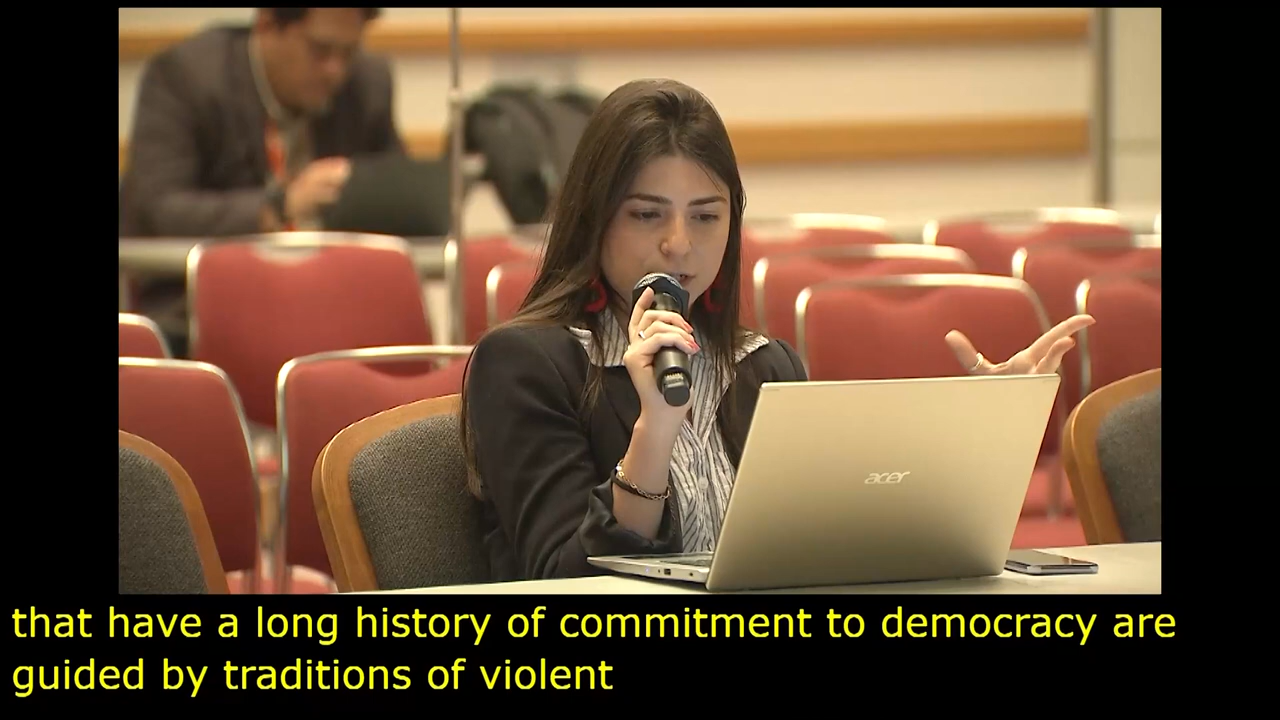 acer
that have a long history of commitment to democracy are
guided by traditions of violent